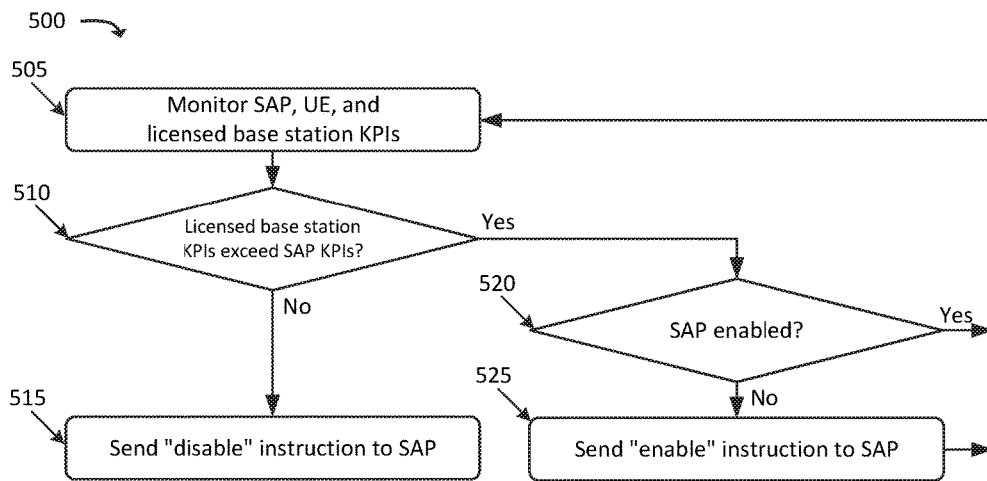 500
505
Monitor SAP, UE, and
licensed base station KPIs
510
Licensed base station
KPIs exceed SAP KPIs?
Yes
No
520
SAP enabled?
Yes
No
515
Send "disable" instruction to SAP
525
Send "enable" instruction to SAP